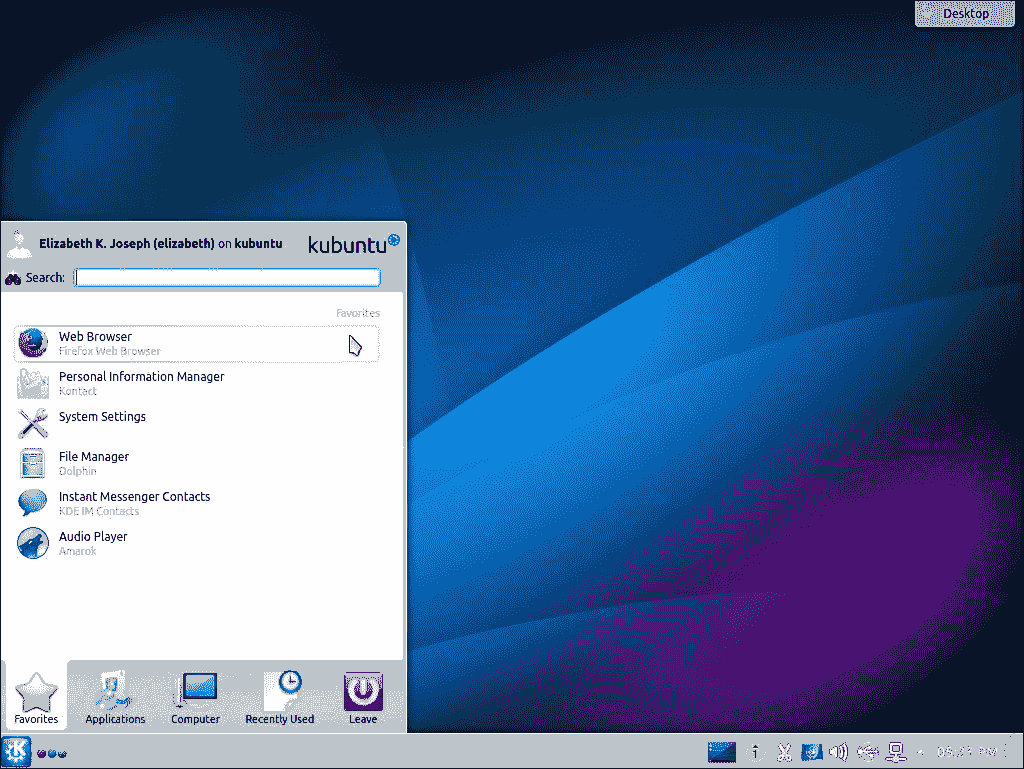 Desktop
Elizabeth K. Joseph (elizabeth) on kubuntu
kubuntu
Search:
Favorites
Web Browser
Firefox Web Browser
Personal Information Manager
Kontact
System Settings
File Manager
Dolphin
Instant Messenger Contacts
KDE IM Contacts
Audio Player
Amarok
Favorites
Applications
Computer
Recently Used
Leave